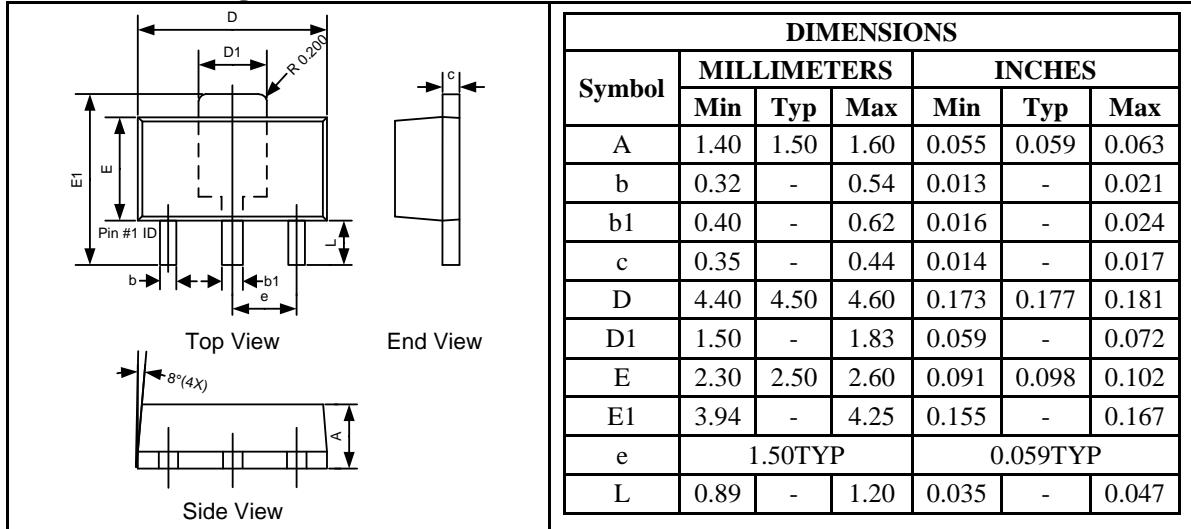 D
D1
R 0.200
c
E1
E
Pin #1 ID
L
b
b1
e
Top View
End View
8°(4X)
A
Side View
DIMENSIONS
Symbol MILLIMETERS INCHES
Min Typ Max Min Typ Max
A 1.40 1.50 1.60 0.055 0.059 0.063
b 0.32 - 0.54 0.013 - 0.021
b1 0.40 - 0.62 0.016 - 0.024
c 0.35 - 0.44 0.014 - 0.017
D 4.40 4.50 4.60 0.173 0.177 0.181
D1 1.50 - 1.83 0.059 - 0.072
E 2.30 2.50 2.60 0.091 0.098 0.102
E1 3.94 - 4.25 0.155 - 0.167
e 1.50TYP 0.059TYP
L 0.89 - 1.20 0.035 - 0.047